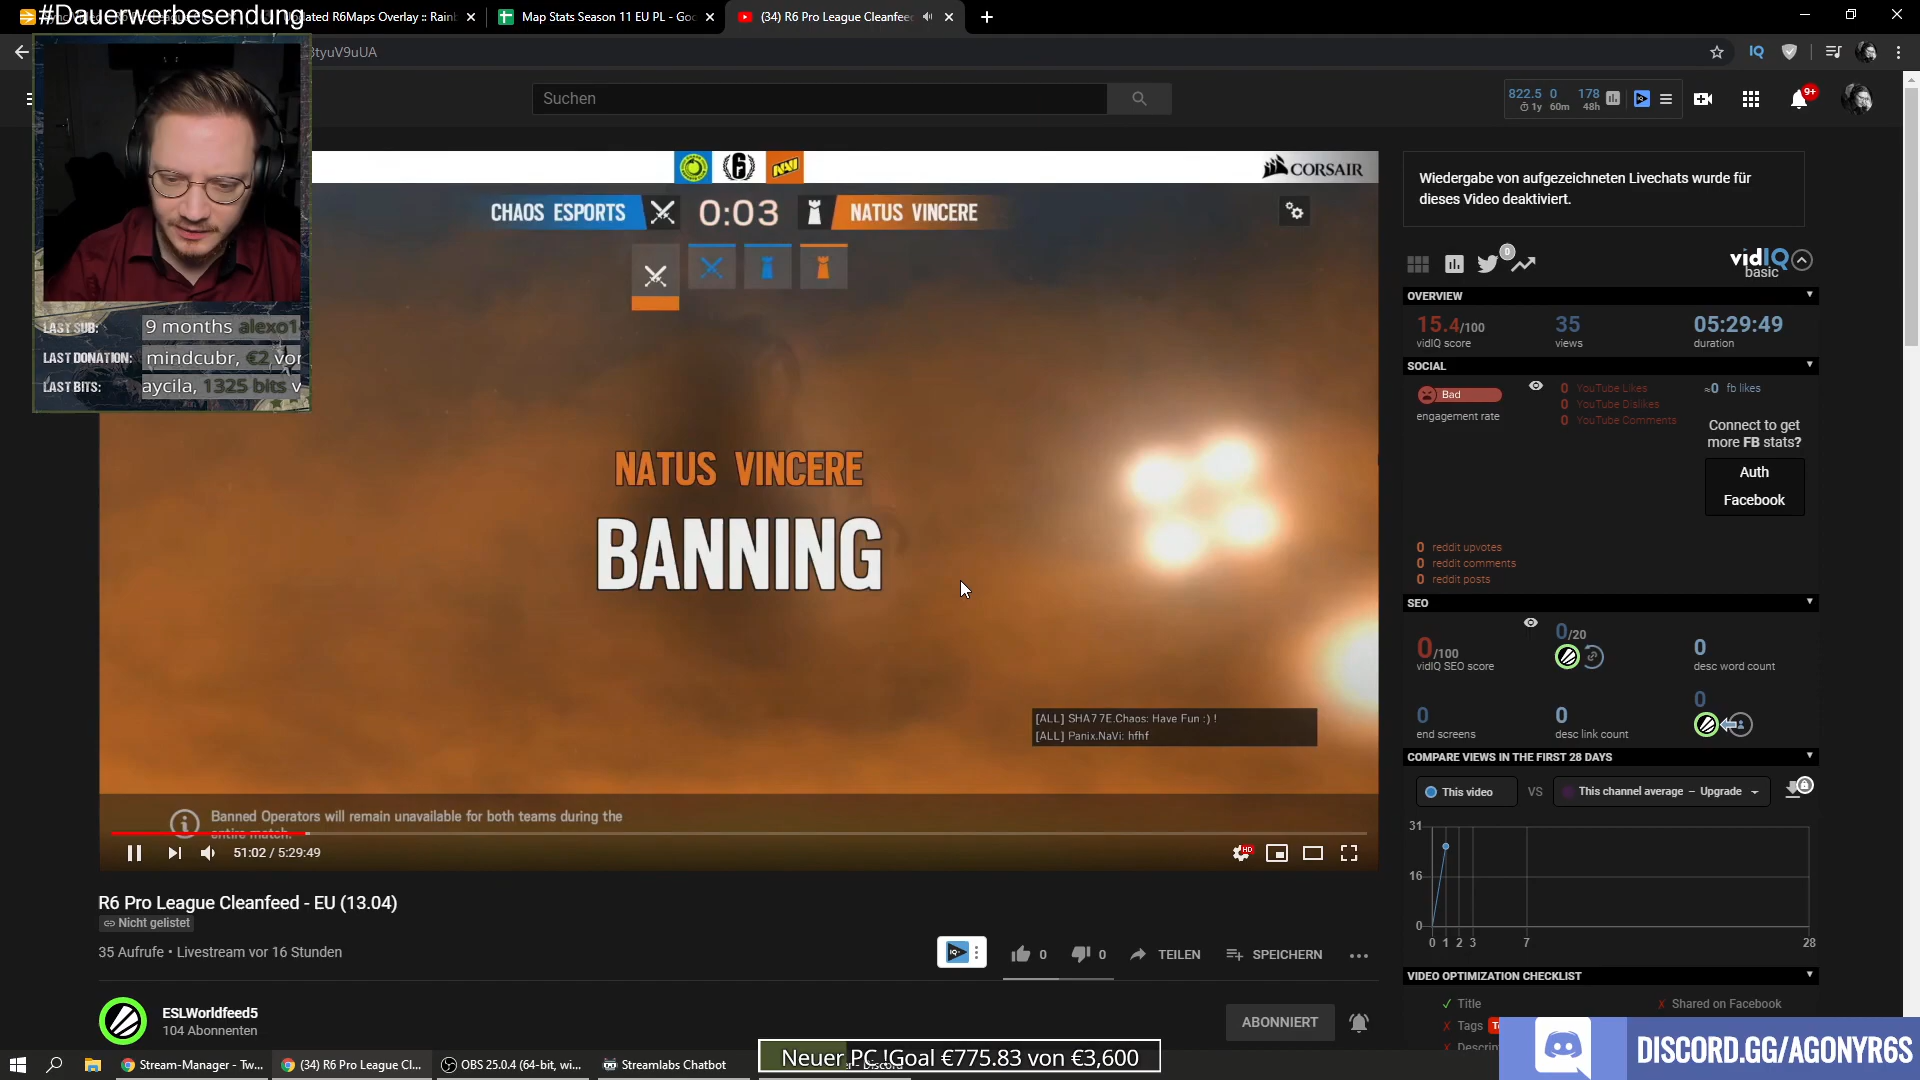 #Dauerwerbesendung
dated R6Maps Overlay :: Rainb
Map Stats Season 11 EU PL - Goo
(34) R6 Pro League Cleanfeed
3tyuV9uUA
Suchen
822.5 0 178
1y 60m 48h
9+
CORSAIR
CHAOS ESPORTS
0:03
NATUS VINCERE
NATUS VINCERE
BANNING
[ALL] SHA77E.Chaos: Have Fun :) !
[ALL] Panix.NaVi: hfhf
Banned Operators will remain unavailable for both teams during the
entire match.
51:02 / 5:29:49
HD
LAST SUB: 9 months alexo1
LAST DONATION: mindcubr, €2 vor
LAST BITS: aycila, 1325 bits v
R6 Pro League Cleanfeed - EU (13.04)
Nicht gelistet
35 Aufrufe • Livestream vor 16 Stunden
0 0 TEILEN SPEICHERN
ESLWorldfeed5
104 Abonnenten
ABONNIERT
Wiedergabe von aufgezeichneten Livechats wurde für
dieses Video deaktiviert.
0
vidIQ
basic
OVERVIEW
15.4/100 35 05:29:49
vidIQ score views duration
SOCIAL
Bad
engagement rate
0 YouTube Likes
0 YouTube Dislikes
0 YouTube Comments
≈0 fb likes
Connect to get
more FB stats?
Auth
Facebook
0 reddit upvotes
0 reddit comments
0 reddit posts
SEO
0/100
vidIQ SEO score
0/20
0
desc word count
0
end screens
0
desc link count
0
COMPARE VIEWS IN THE FIRST 28 DAYS
This video VS This channel average – Upgrade
31
16
0
0 1 2 3 7 28
VIDEO OPTIMIZATION CHECKLIST
✓ Title
✗ Shared on Facebook
✗ Tags
✗ Descrip
DISCORD.GG/AGONYR6S
Neuer PC !Goal €775.83 von €3,600
Stream-Manager - Tw...
(34) R6 Pro League Cl...
OBS 25.0.4 (64-bit, wi...
Streamlabs Chatbot